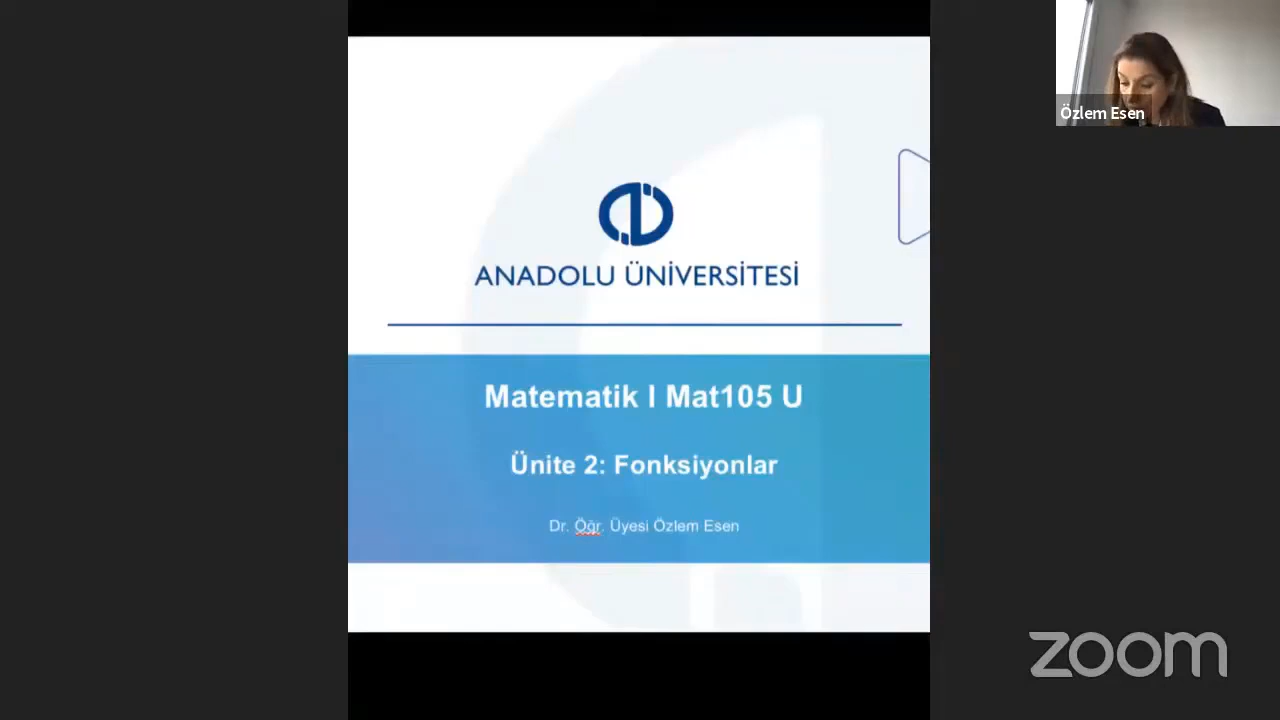 Özlem Esen
ANADOLU ÜNİVERSİTESİ
Matematik I Mat105 U
Ünite 2: Fonksiyonlar
Dr. Öğr. Üyesi Özlem Esen
zoom